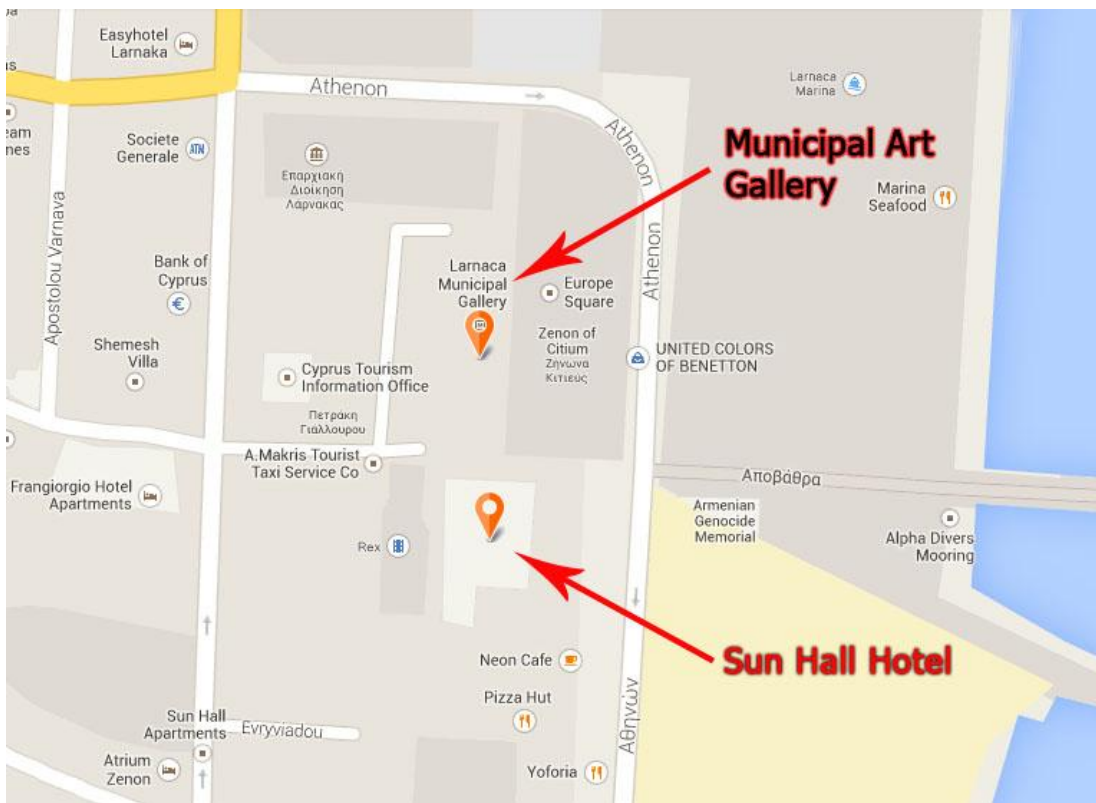 Easyhotel
Larnaka
Athenon
Larnaca
Marina
Societe
Generale
ATM
Athenon
Επαρχιακή
Διοίκηση
Λάρνακας
Municipal Art
Gallery
Marina
Seafood
Apostolou Varnava
Bank of
Cyprus
Larnaca
Municipal
Gallery
Europe
Square
Athenon
Zenon of
Citium
Ζήνωνα
Κιτιεύς
UNITED COLORS
OF BENETTON
Shemesh
Villa
Cyprus Tourism
Information Office
Πετράκη
Γιάλλουρου
A.Makris Tourist
Taxi Service Co
Αποβάθρα
Frangiorgio Hotel
Apartments
Armenian
Genocide
Memorial
Rex
Alpha Divers
Mooring
Neon Cafe
Sun Hall Hotel
Pizza Hut
Αθηνών
Sun Hall
Apartments
Evryviadou
Atrium
Zenon
Yoforia